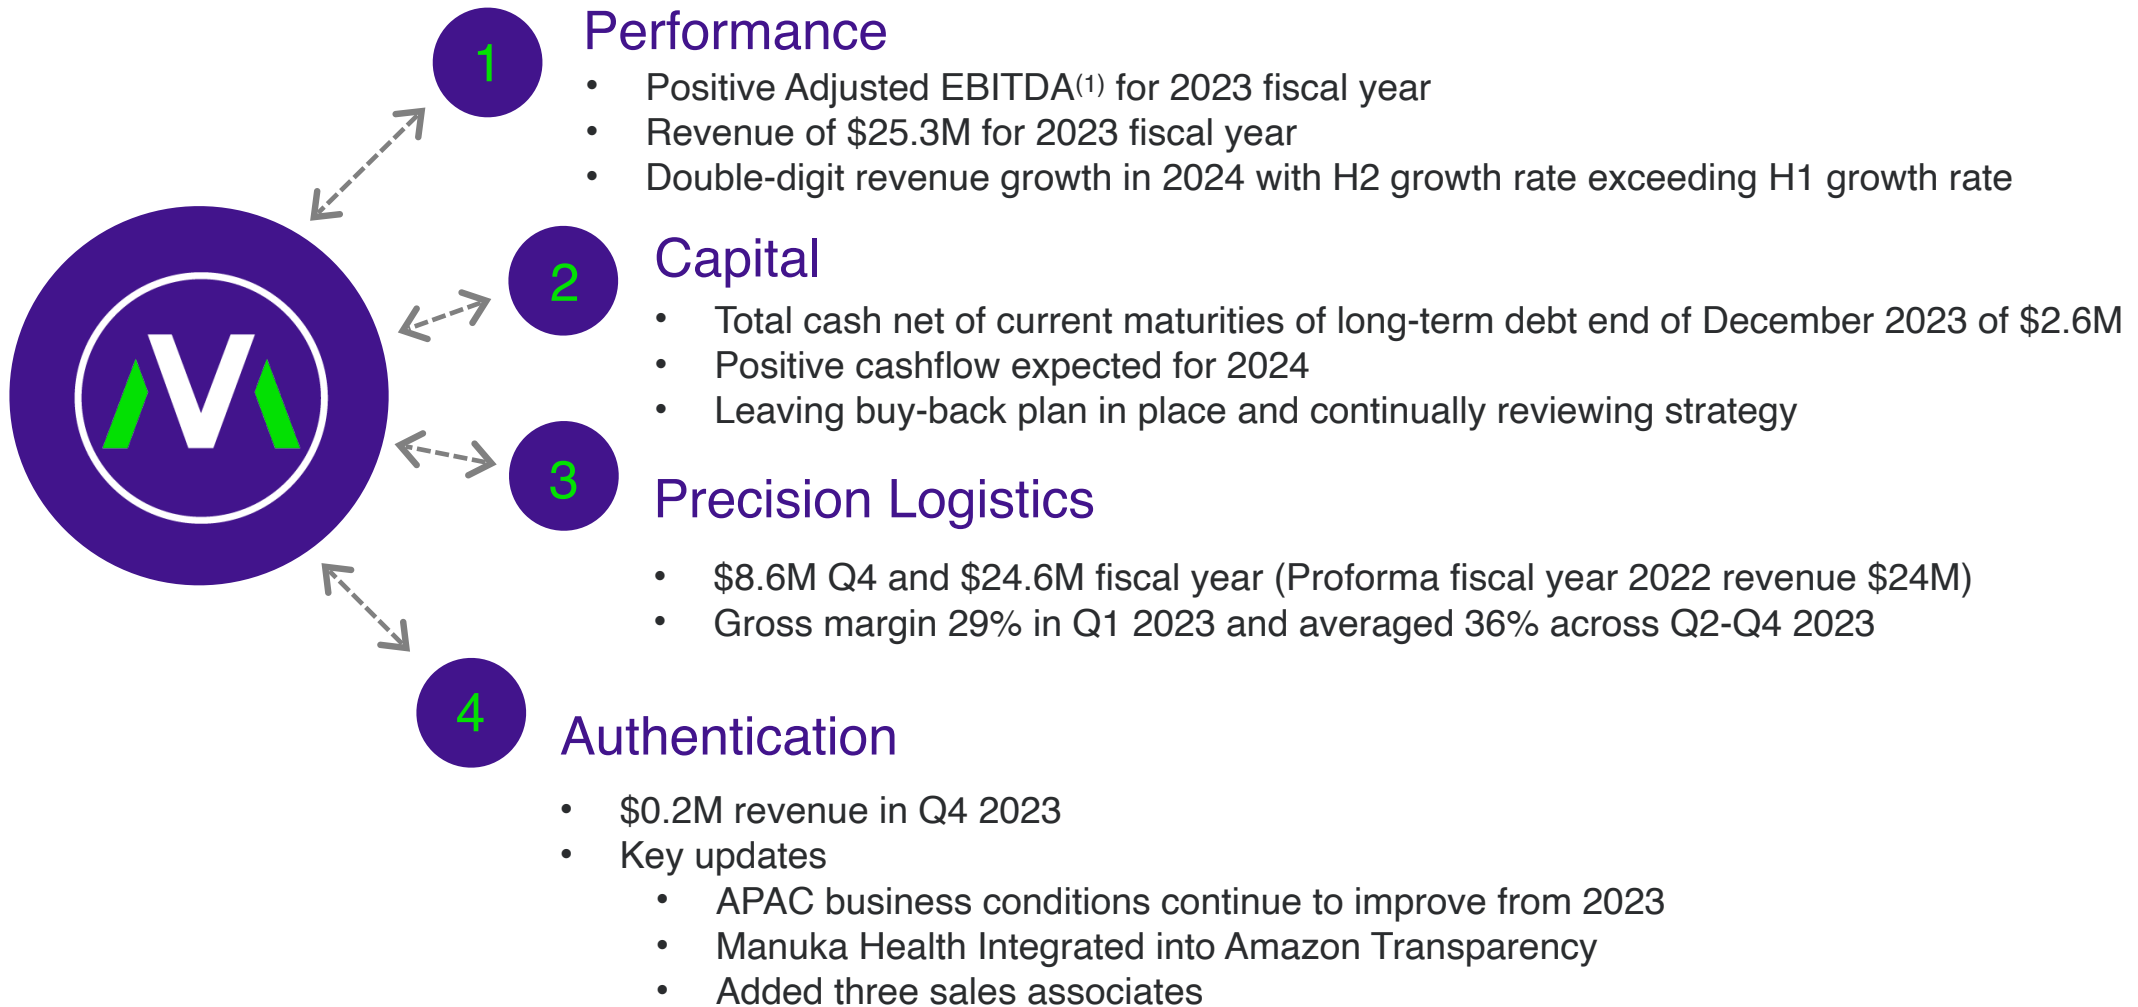 1
Performance
• Positive Adjusted EBITDA(1) for 2023 fiscal year
• Revenue of $25.3M for 2023 fiscal year
• Double-digit revenue growth in 2024 with H2 growth rate exceeding H1 growth rate
2
Capital
• Total cash net of current maturities of long-term debt end of December 2023 of $2.6M
• Positive cashflow expected for 2024
• Leaving buy-back plan in place and continually reviewing strategy
3
Precision Logistics
• $8.6M Q4 and $24.6M fiscal year (Proforma fiscal year 2022 revenue $24M)
• Gross margin 29% in Q1 2023 and averaged 36% across Q2-Q4 2023
4
Authentication
• $0.2M revenue in Q4 2023
• Key updates
• APAC business conditions continue to improve from 2023
• Manuka Health Integrated into Amazon Transparency
• Added three sales associates